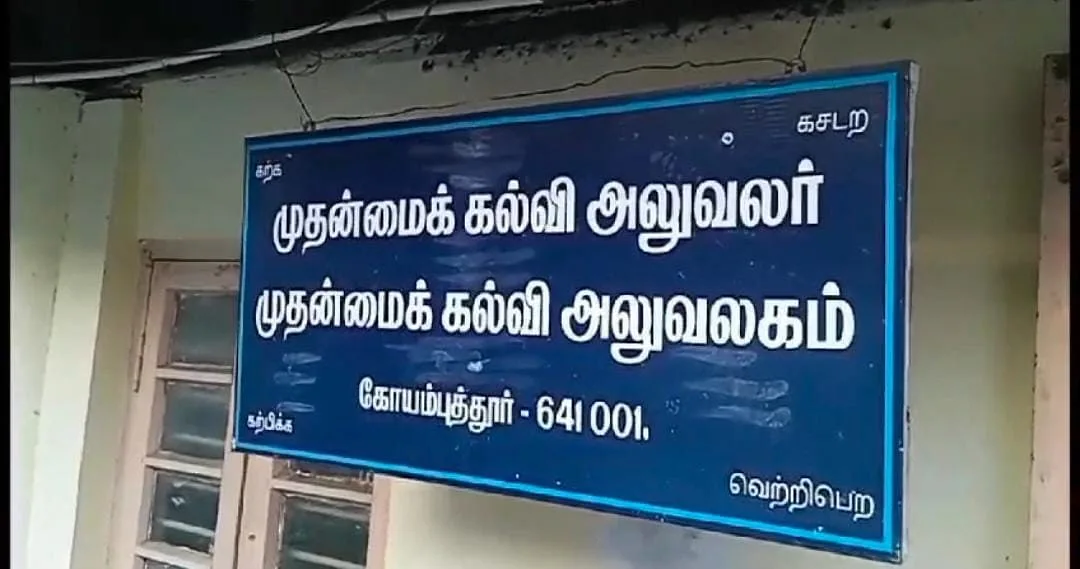 கற்க
கசடற
முதன்மைக் கல்வி அலுவலர்
முதன்மைக் கல்வி அலுவலகம்
கோயம்புத்தூர் - 641 001.
கற்பிக்க
வெற்றிபெற